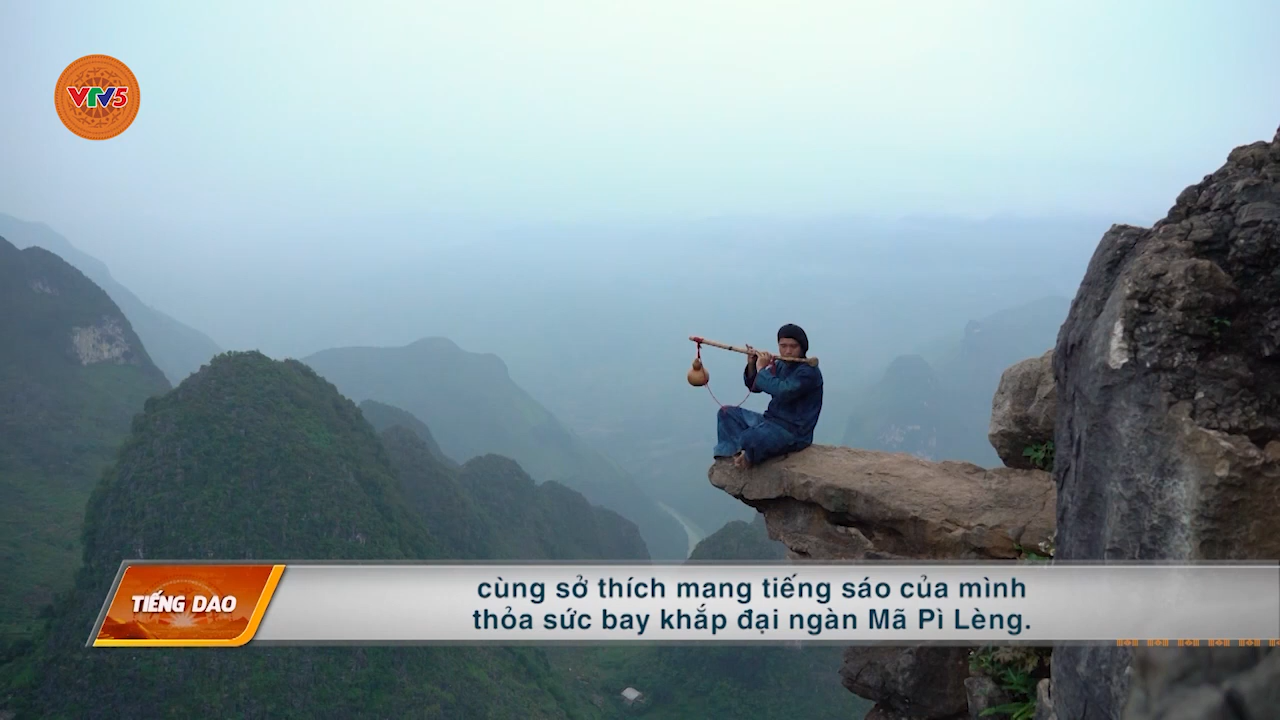 VTV5
TIẾNG DAO
cùng sở thích mang tiếng sáo của mình
thỏa sức bay khắp đại ngàn Mã Pì Lèng.